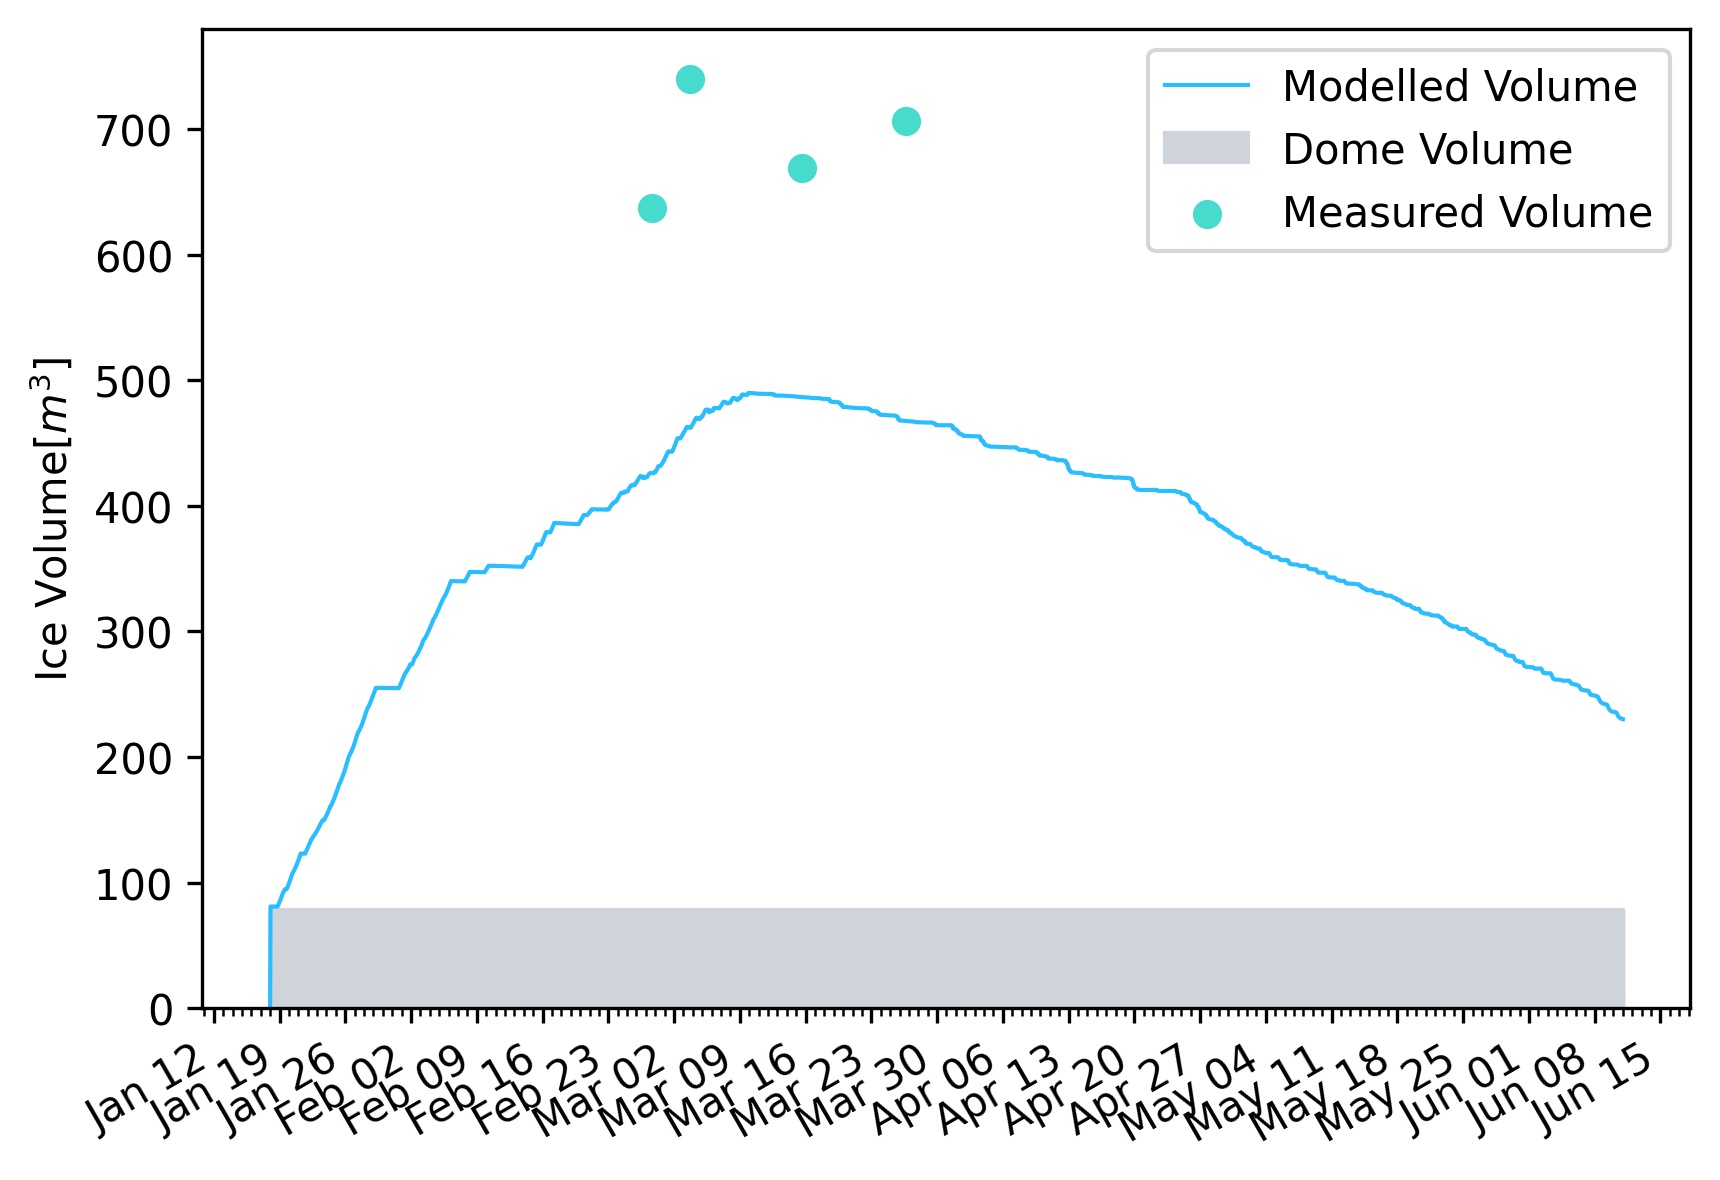 Modelled Volume
Dome Volume
Measured Volume
Ice Volume[m³]
700
600
500
400
300
200
100
0
Jan 12
Jan 19
Jan 26
Feb 02
Feb 09
Feb 16
Feb 23
Mar 02
Mar 09
Mar 16
Mar 23
Mar 30
Apr 06
Apr 13
Apr 20
Apr 27
May 04
May 11
May 18
May 25
Jun 01
Jun 08
Jun 15